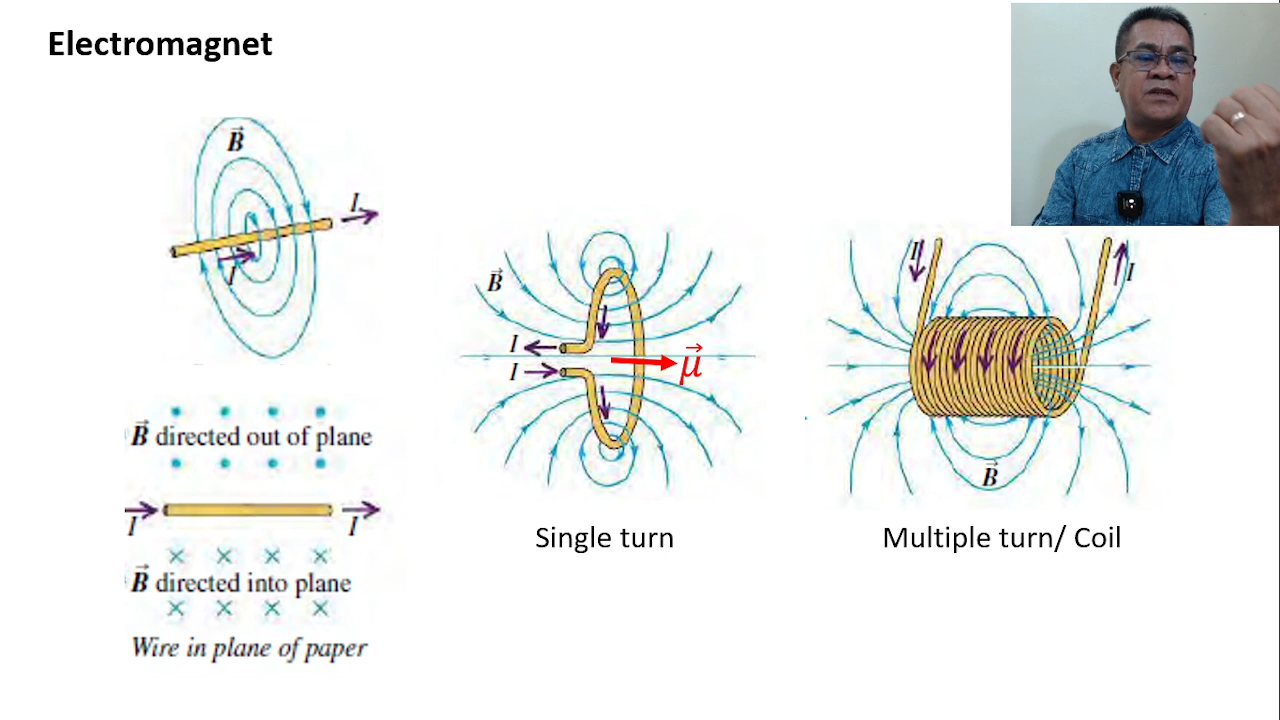 Electromagnet
B⃗
I
I
B⃗ directed out of plane
I
I
B⃗ directed into plane
Wire in plane of paper
B⃗
I
I
μ⃗
Single turn
I
I
B⃗
Multiple turn/ Coil